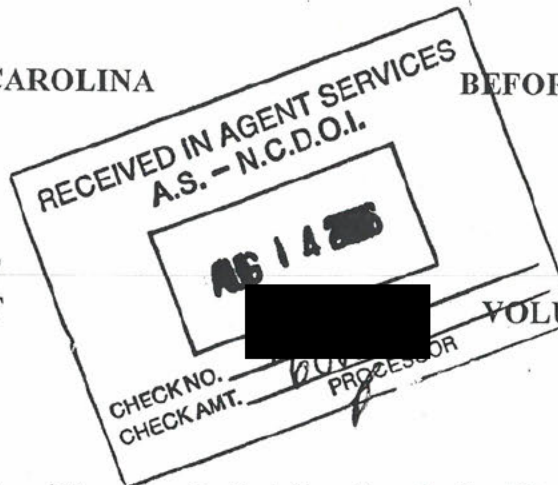 CAROLINA
BEFOR
RECEIVED IN AGENT SERVICES
A.S. – N.C.D.O.I.
AUG 14
VOLU
CHECK NO.
CHECK AMT.
PROCESSOR